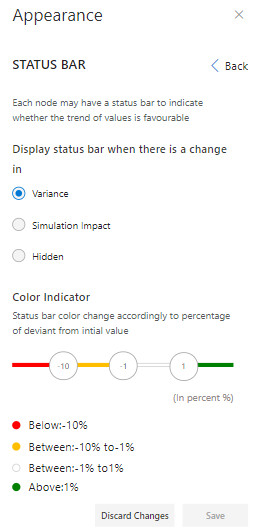 Appearance
STATUS BAR
Back
Each node may have a status bar to indicate
whether the trend of values is favourable
Display status bar when there is a change
in
Variance
Simulation Impact
Hidden
Color Indicator
Status bar color change accordingly to percentage
of deviant from intial value
-10 -1 1
(In percent %)
Below:-10%
Between:-10% to-1%
Between:-1% to1%
Above:1%
Discard Changes Save